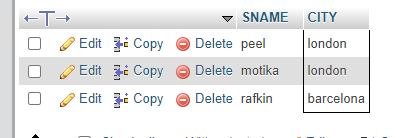 SNAME CITY
Edit Copy Delete peel london
Edit Copy Delete motika london
Edit Copy Delete rafkin barcelona